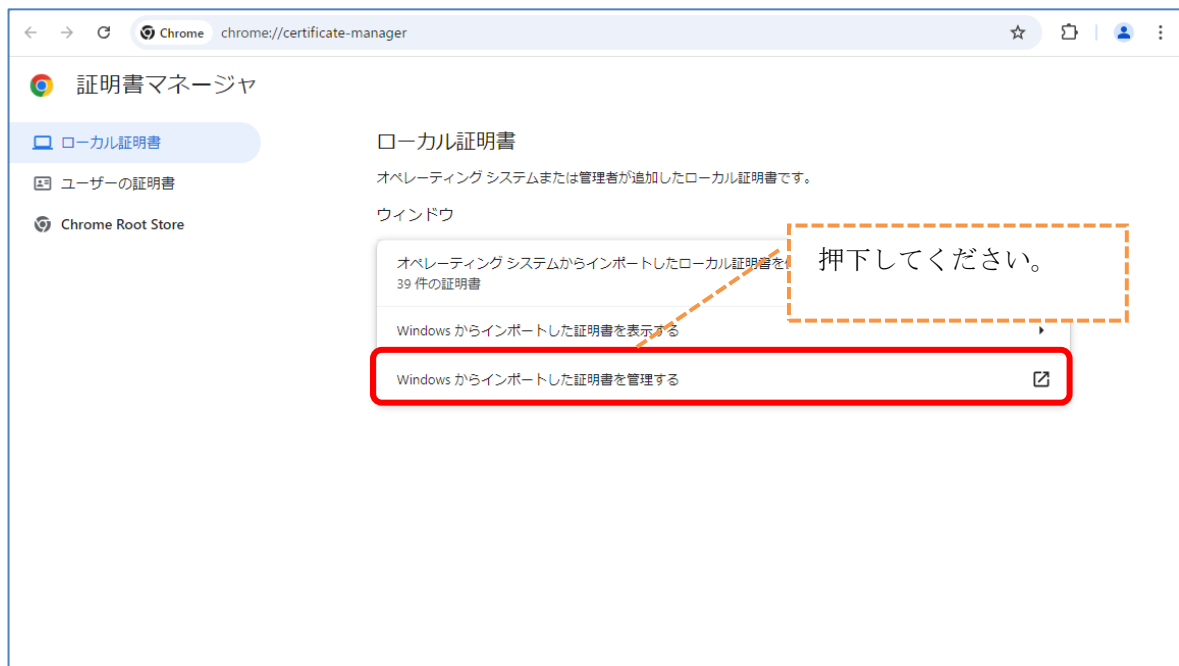 Chrome chrome://certificate-manager
証明書マネージャ
ローカル証明書
ユーザーの証明書
Chrome Root Store
ローカル証明書
オペレーティング システムまたは管理者が追加したローカル証明書です。
ウィンドウ
オペレーティング システムからインポートしたローカル証明書を
39 件の証明書
Windows からインポートした証明書を表示する
Windows からインポートした証明書を管理する
押下してください。